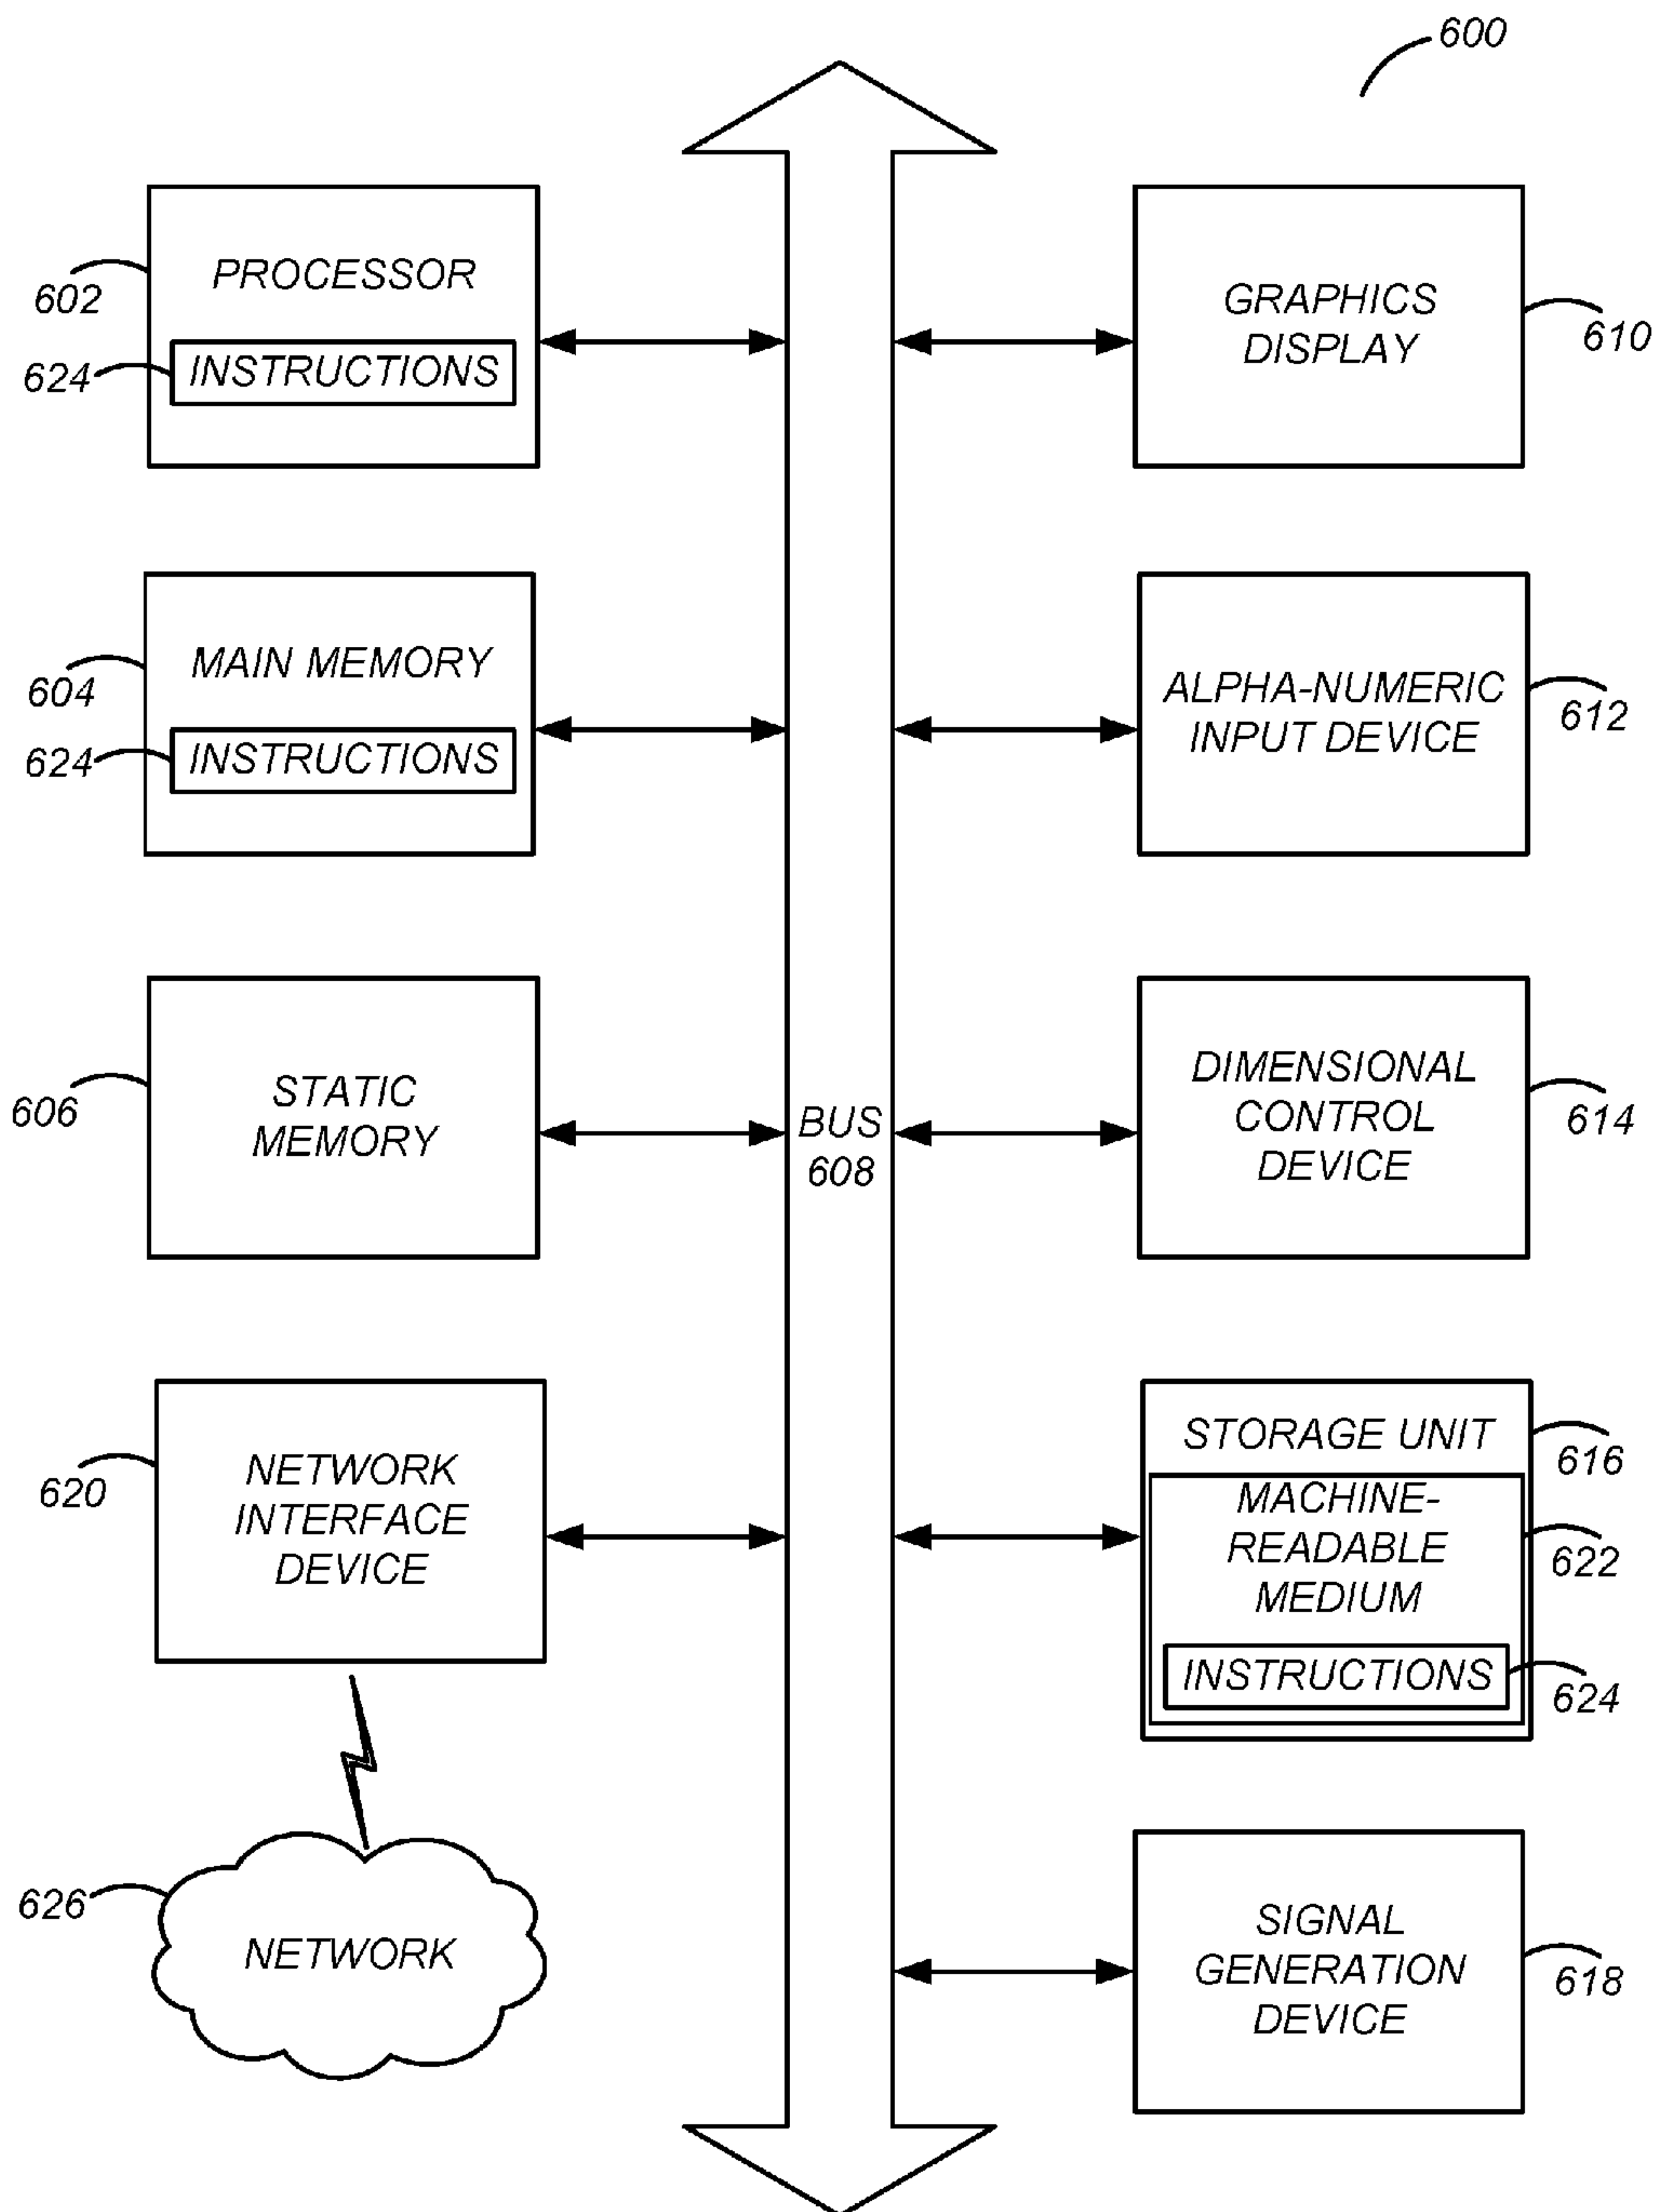 600
PROCESSOR
602
624
INSTRUCTIONS
GRAPHICS
DISPLAY
610
MAIN MEMORY
604
624
INSTRUCTIONS
ALPHA-NUMERIC
INPUT DEVICE
612
STATIC
MEMORY
606
BUS
608
DIMENSIONAL
CONTROL
DEVICE
614
NETWORK
INTERFACE
DEVICE
620
STORAGE UNIT
616
MACHINE-
READABLE
MEDIUM
622
INSTRUCTIONS
624
626
NETWORK
SIGNAL
GENERATION
DEVICE
618